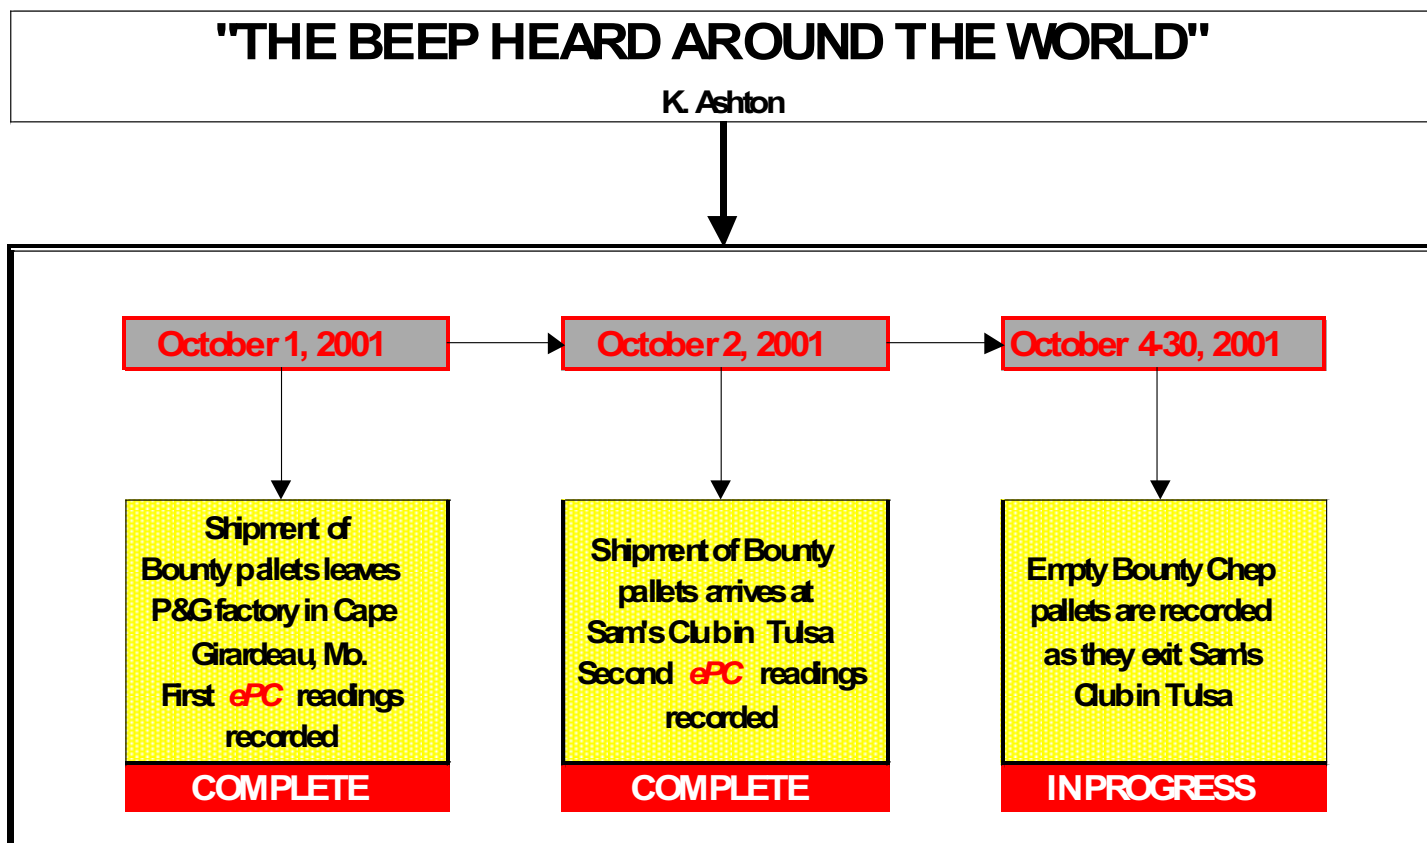 "THE BEEP HEARD AROUND THE WORLD"
K. Ashton
October 1, 2001
October 2, 2001
October 4-30, 2001
Shipment of
Bounty pallets leaves
P&G factory in Cape
Girardeau, Mo.
First ePC readings
recorded
COMPLETE
Shipment of Bounty
pallets arrives at
Sam's Club in Tulsa
Second ePC readings
recorded
COMPLETE
Empty Bounty Chep
pallets are recorded
as they exit Sam's
Club in Tulsa
IN PROGRESS